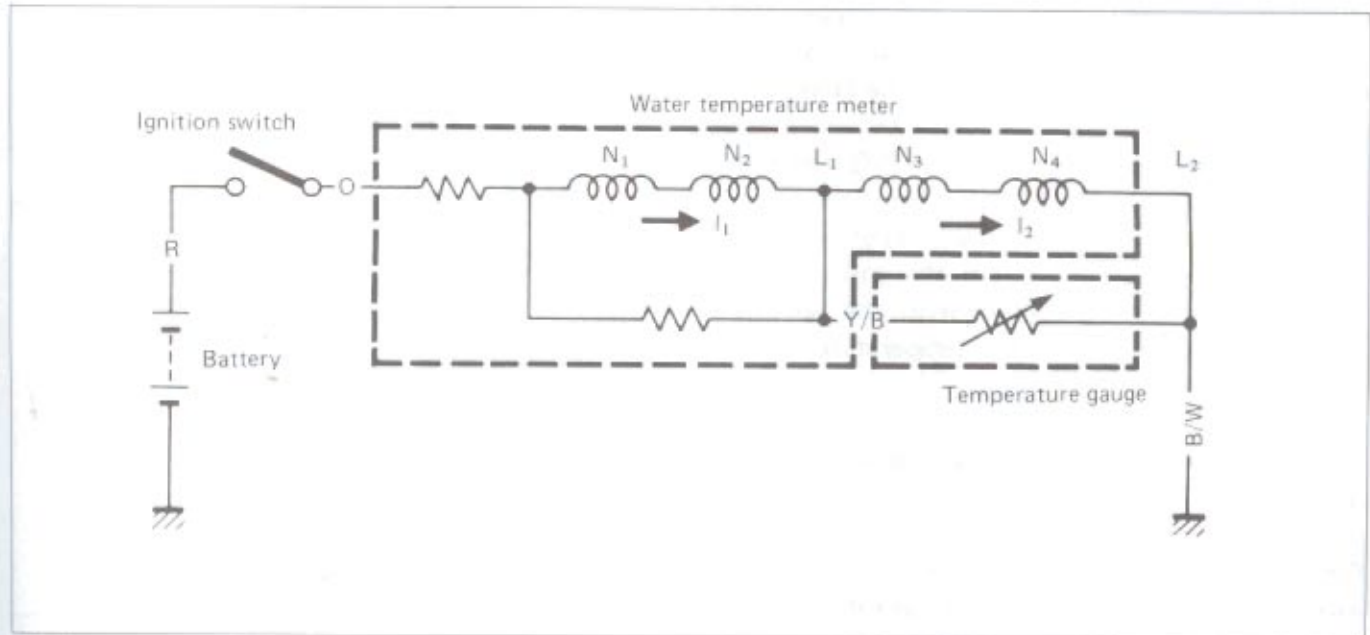 Water temperature meter
Ignition switch
N₁ N₂ L₁ N₃ N₄ L₂
O
I₁ I₂
R
Y/B
Battery
Temperature gauge
B/W